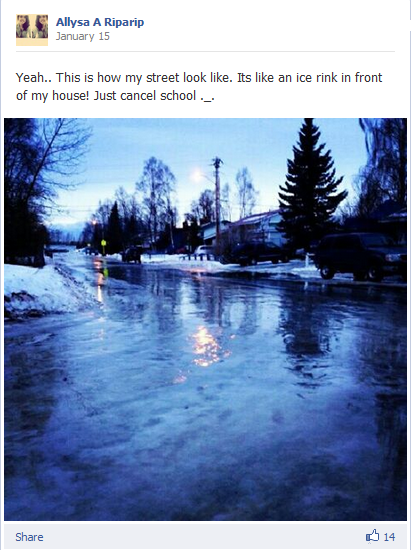 Allysa A Riparip
January 15
Yeah.. This is how my street look like. Its like an ice rink in front
of my house! Just cancel school ._.
Share
14